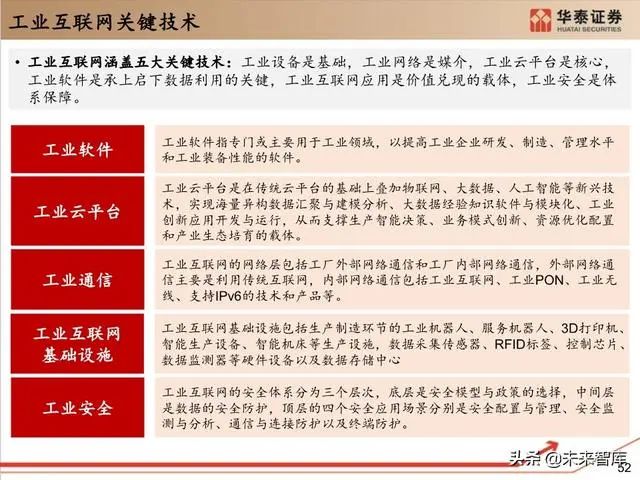 工业互联网关键技术
华泰证券
HUATAI SECURITIES
• 工业互联网涵盖五大关键技术：工业设备是基础，工业网络是媒介，工业云平台是核心，
工业软件是承上启下数据利用的关键，工业互联网应用是价值兑现的载体，工业安全是体
系保障。
工业软件
工业软件指专门或主要用于工业领域，以提高工业企业研发、制造、管理水平
和工业装备性能的软件。
工业云平台
工业云平台是在传统云平台的基础上叠加物联网、大数据、人工智能等新兴技
术，实现海量异构数据汇聚与建模分析、大数据经验知识软件与模块化、工业
创新应用开发与运行，从而支撑生产智能决策、业务模式创新、资源优化配置
和产业生态培育的载体。
工业通信
工业互联网的网络层包括工厂外部网络通信和工厂内部网络通信，外部网络通
信主要是利用传统互联网，内部网络通信包括工业互联网、工业PON、工业无
线、支持IPv6的技术和产品等。
工业互联网
基础设施
工业互联网基础设施包括生产制造环节的工业机器人、服务机器人、3D打印机、
智能生产设备、智能机床等生产设施，数据采集传感器、RFID标签、控制芯片、
数据监测器等硬件设备以及数据存储中心
工业安全
工业互联网的安全体系分为三个层次，底层是安全模型与政策的选择，中间层
是数据的安全防护，顶层的四个安全应用场景分别是安全配置与管理、安全监
测与分析、通信与连接防护以及终端防护。
头条 @未来智库
52